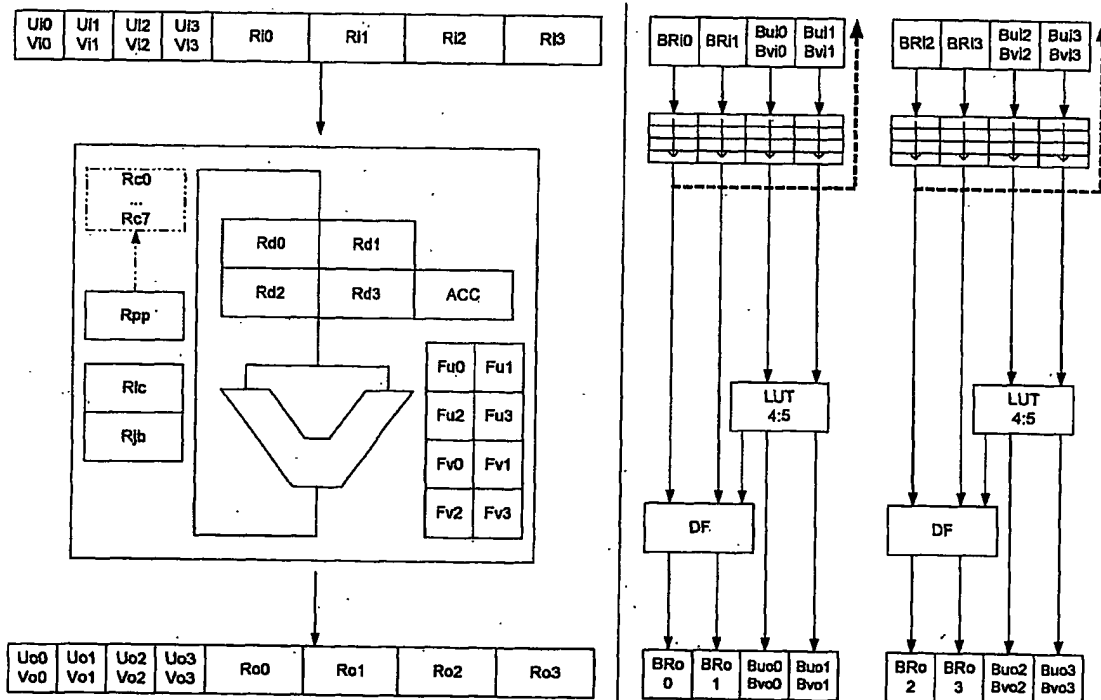 Ui0 Ui1 Ui2 Ui3
Vi0 Vi1 Vi2 Vi3
Ri0 Ri1 Ri2 Ri3
Rc0
...
Rc7
Rpp
Rlc
Rjb
Rd0 Rd1
Rd2 Rd3 ACC
Fu0 Fu1
Fu2 Fu3
Fv0 Fv1
Fv2 Fv3
Uo0 Uo1 Uo2 Uo3
Vo0 Vo1 Vo2 Vo3
Ro0 Ro1 Ro2 Ro3
BRi0 BRi1
Bui0 Bui1
Bvi0 Bvi1
LUT
4:5
DF
BRo BRo
0 1
Buo0 Buo1
Bvo0 Bvo1
BRi2 BRi3
Bui2 Bui3
Bvi2 Bvi3
LUT
4:5
DF
BRo BRo
2 3
Buo2 Buo3
Bvo2 Bvo3